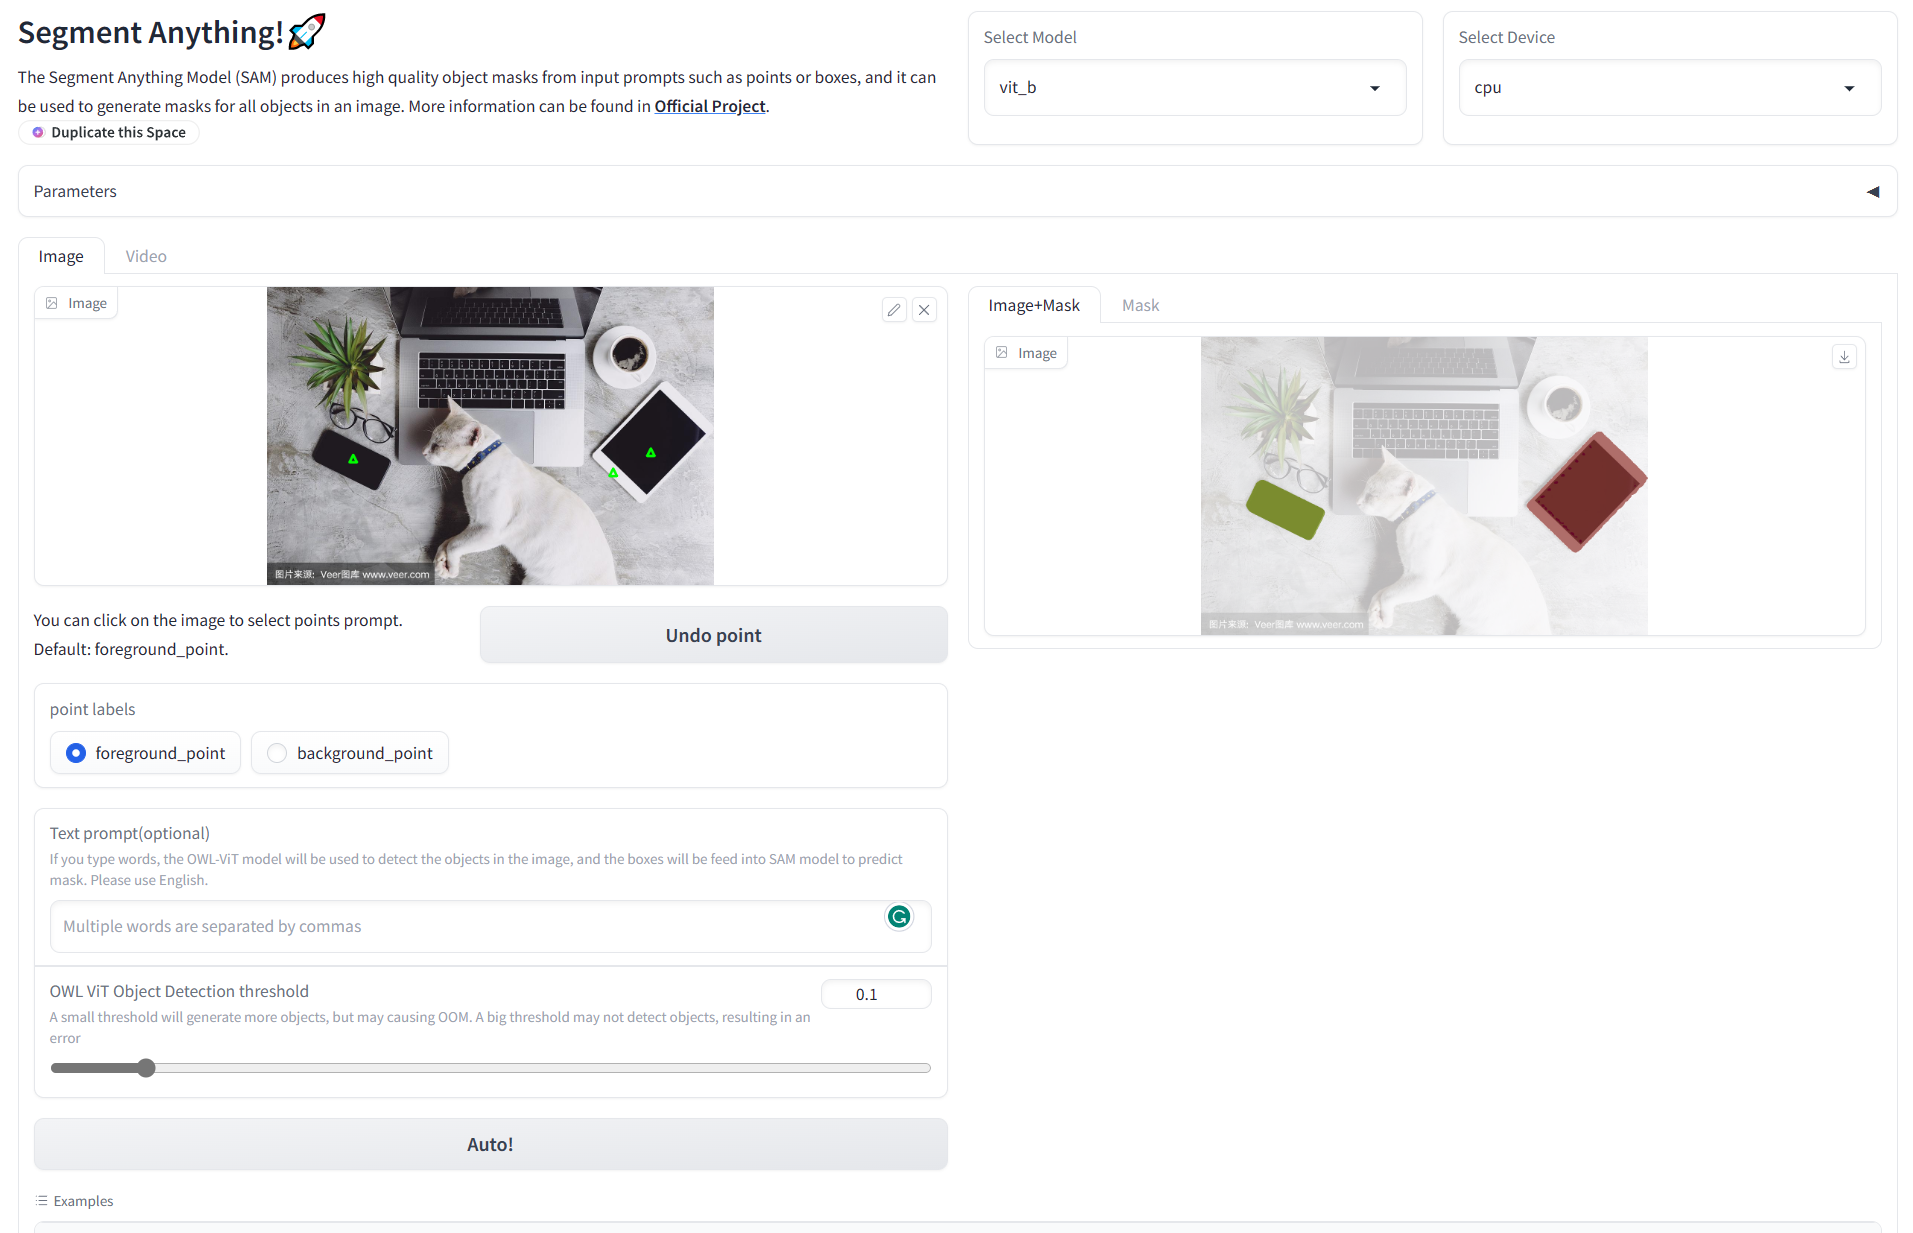 Segment Anything!🚀
The Segment Anything Model (SAM) produces high quality object masks from input prompts such as points or boxes, and it can
be used to generate masks for all objects in an image. More information can be found in Official Project.
Duplicate this Space
Select Model
vit_b
Select Device
cpu
Parameters
Image
Video
Image
图片来源：Veer图库 www.veer.com
Image+Mask
Mask
Image
图片来源：Veer图库 www.veer.com
You can click on the image to select points prompt.
Default: foreground_point.
Undo point
point labels
foreground_point
background_point
Text prompt(optional)
If you type words, the OWL-ViT model will be used to detect the objects in the image, and the boxes will be feed into SAM model to predict
mask. Please use English.
Multiple words are separated by commas
OWL ViT Object Detection threshold
0.1
A small threshold will generate more objects, but may causing OOM. A big threshold may not detect objects, resulting in an
error
Auto!
Examples